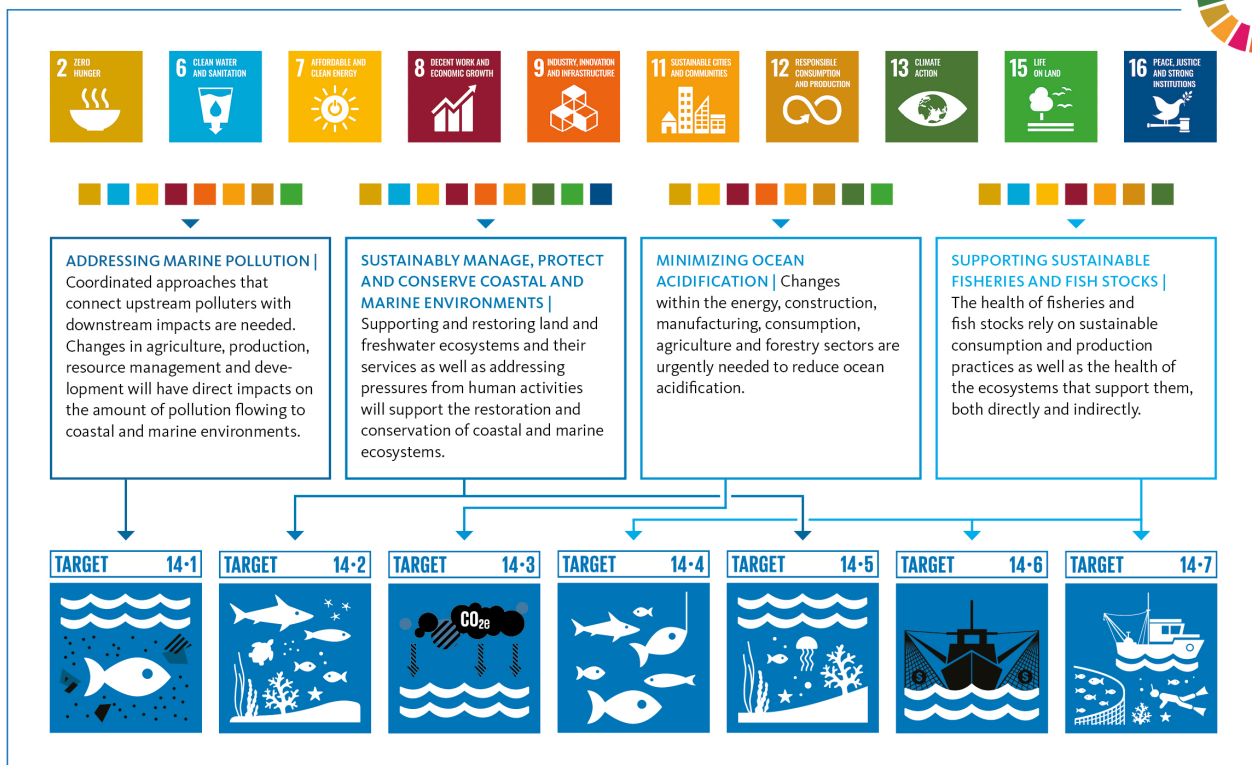 2 ZERO
HUNGER
6 CLEAN WATER
AND SANITATION
7 AFFORDABLE AND
CLEAN ENERGY
8 DECENT WORK AND
ECONOMIC GROWTH
9 INDUSTRY, INNOVATION
AND INFRASTRUCTURE
11 SUSTAINABLE CITIES
AND COMMUNITIES
12 RESPONSIBLE
CONSUMPTION
AND PRODUCTION
13 CLIMATE
ACTION
15 LIFE
ON LAND
16 PEACE, JUSTICE
AND STRONG
INSTITUTIONS
ADDRESSING MARINE POLLUTION |
Coordinated approaches that
connect upstream polluters with
downstream impacts are needed.
Changes in agriculture, production,
resource management and deve-
lopment will have direct impacts on
the amount of pollution flowing to
coastal and marine environments.
SUSTAINABLY MANAGE, PROTECT
AND CONSERVE COASTAL AND
MARINE ENVIRONMENTS |
Supporting and restoring land and
freshwater ecosystems and their
services as well as addressing
pressures from human activities
will support the restoration and
conservation of coastal and marine
ecosystems.
MINIMIZING OCEAN
ACIDIFICATION | Changes
within the energy, construction,
manufacturing, consumption,
agriculture and forestry sectors are
urgently needed to reduce ocean
acidification.
SUPPORTING SUSTAINABLE
FISHERIES AND FISH STOCKS |
The health of fisheries and
fish stocks rely on sustainable
consumption and production
practices as well as the health of
the ecosystems that support them,
both directly and indirectly.
TARGET 14·1
TARGET 14·2
TARGET 14·3
CO2e
TARGET 14·4
TARGET 14·5
TARGET 14·6
$ $
TARGET 14·7